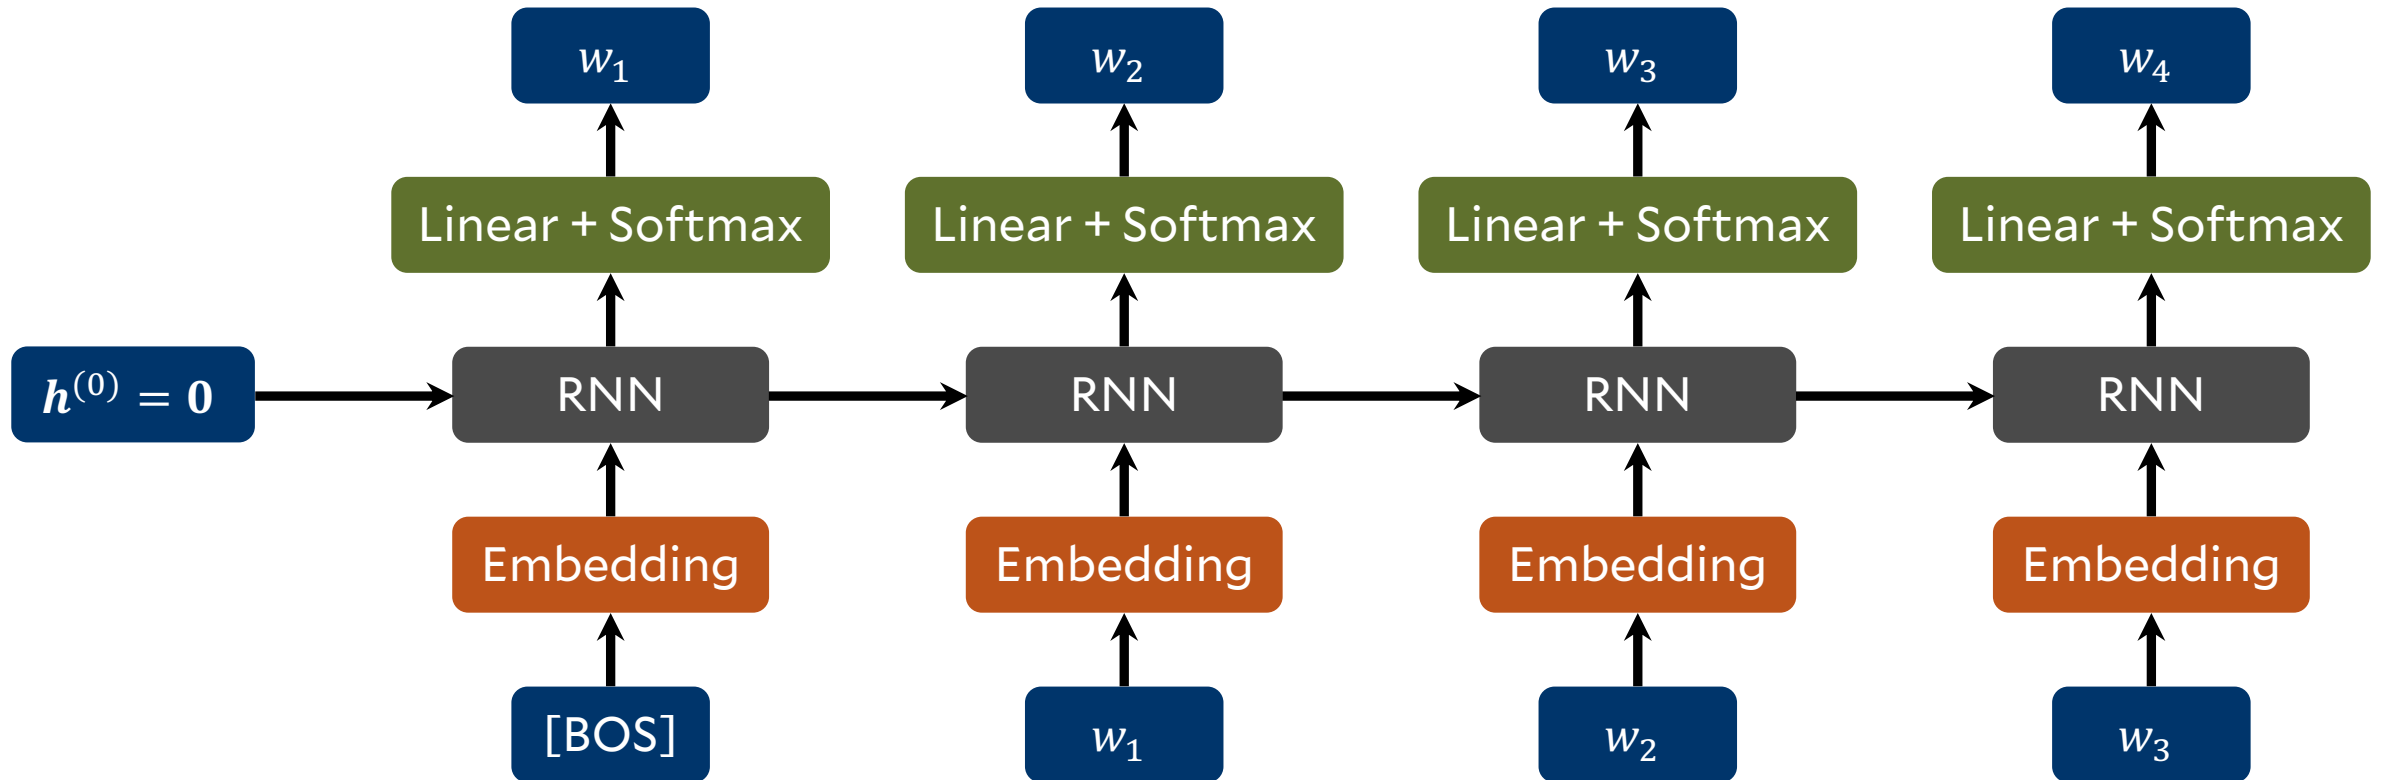 w₁ w₂ w₃ w₄
Linear + Softmax Linear + Softmax Linear + Softmax Linear + Softmax
h⁽⁰⁾ = 0 RNN RNN RNN RNN
Embedding Embedding Embedding Embedding
[BOS] w₁ w₂ w₃